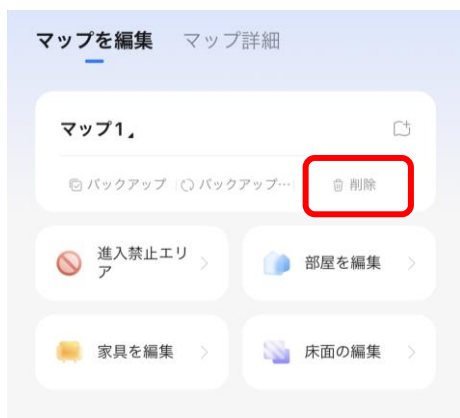 マップを編集 マップ詳細
マップ1
バックアップ バックアップ… 削除
進入禁止エリ
ア
部屋を編集
家具を編集 床面の編集